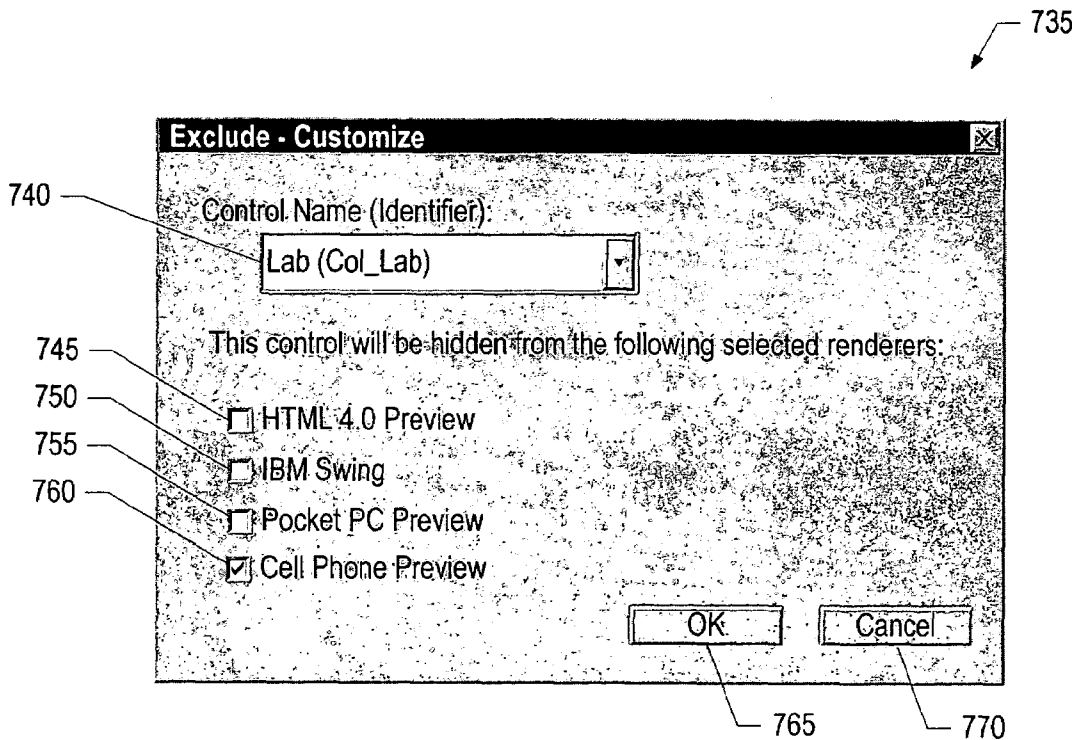 735
Exclude - Customize
740
Control Name (Identifier):
Lab (Col_Lab)
This control will be hidden from the following selected renderers:
745
HTML 4.0 Preview
750
IBM Swing
755
Pocket PC Preview
760
Cell Phone Preview
OK
Cancel
765
770